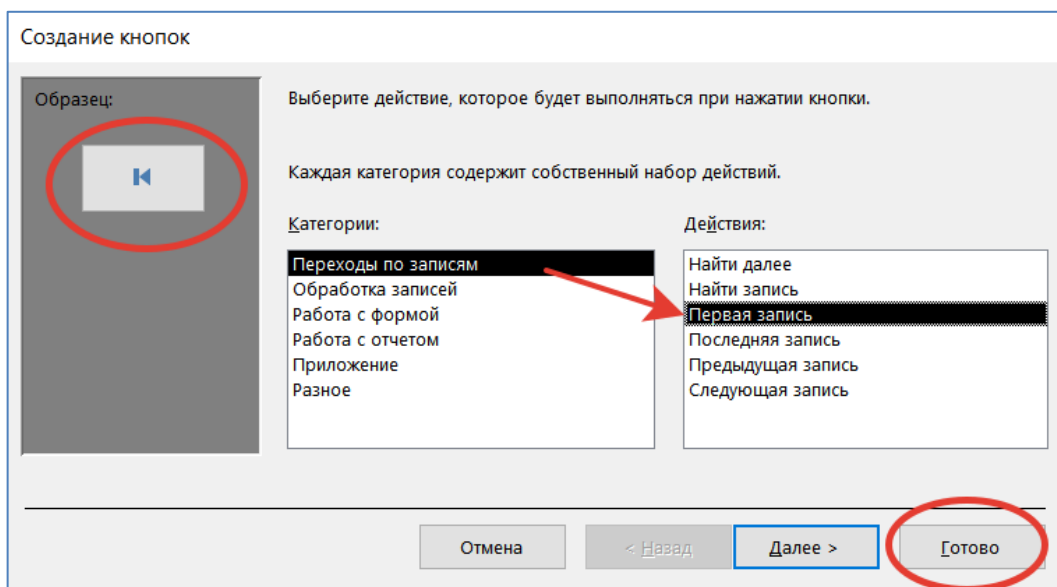 Создание кнопок
Образец:
Выберите действие, которое будет выполняться при нажатии кнопки.
Каждая категория содержит собственный набор действий.
Категории:
Переходы по записям
Обработка записей
Работа с формой
Работа с отчетом
Приложение
Разное
Действия:
Найти далее
Найти запись
Первая запись
Последняя запись
Предыдущая запись
Следующая запись
Отмена
< Назад
Далее >
Готово